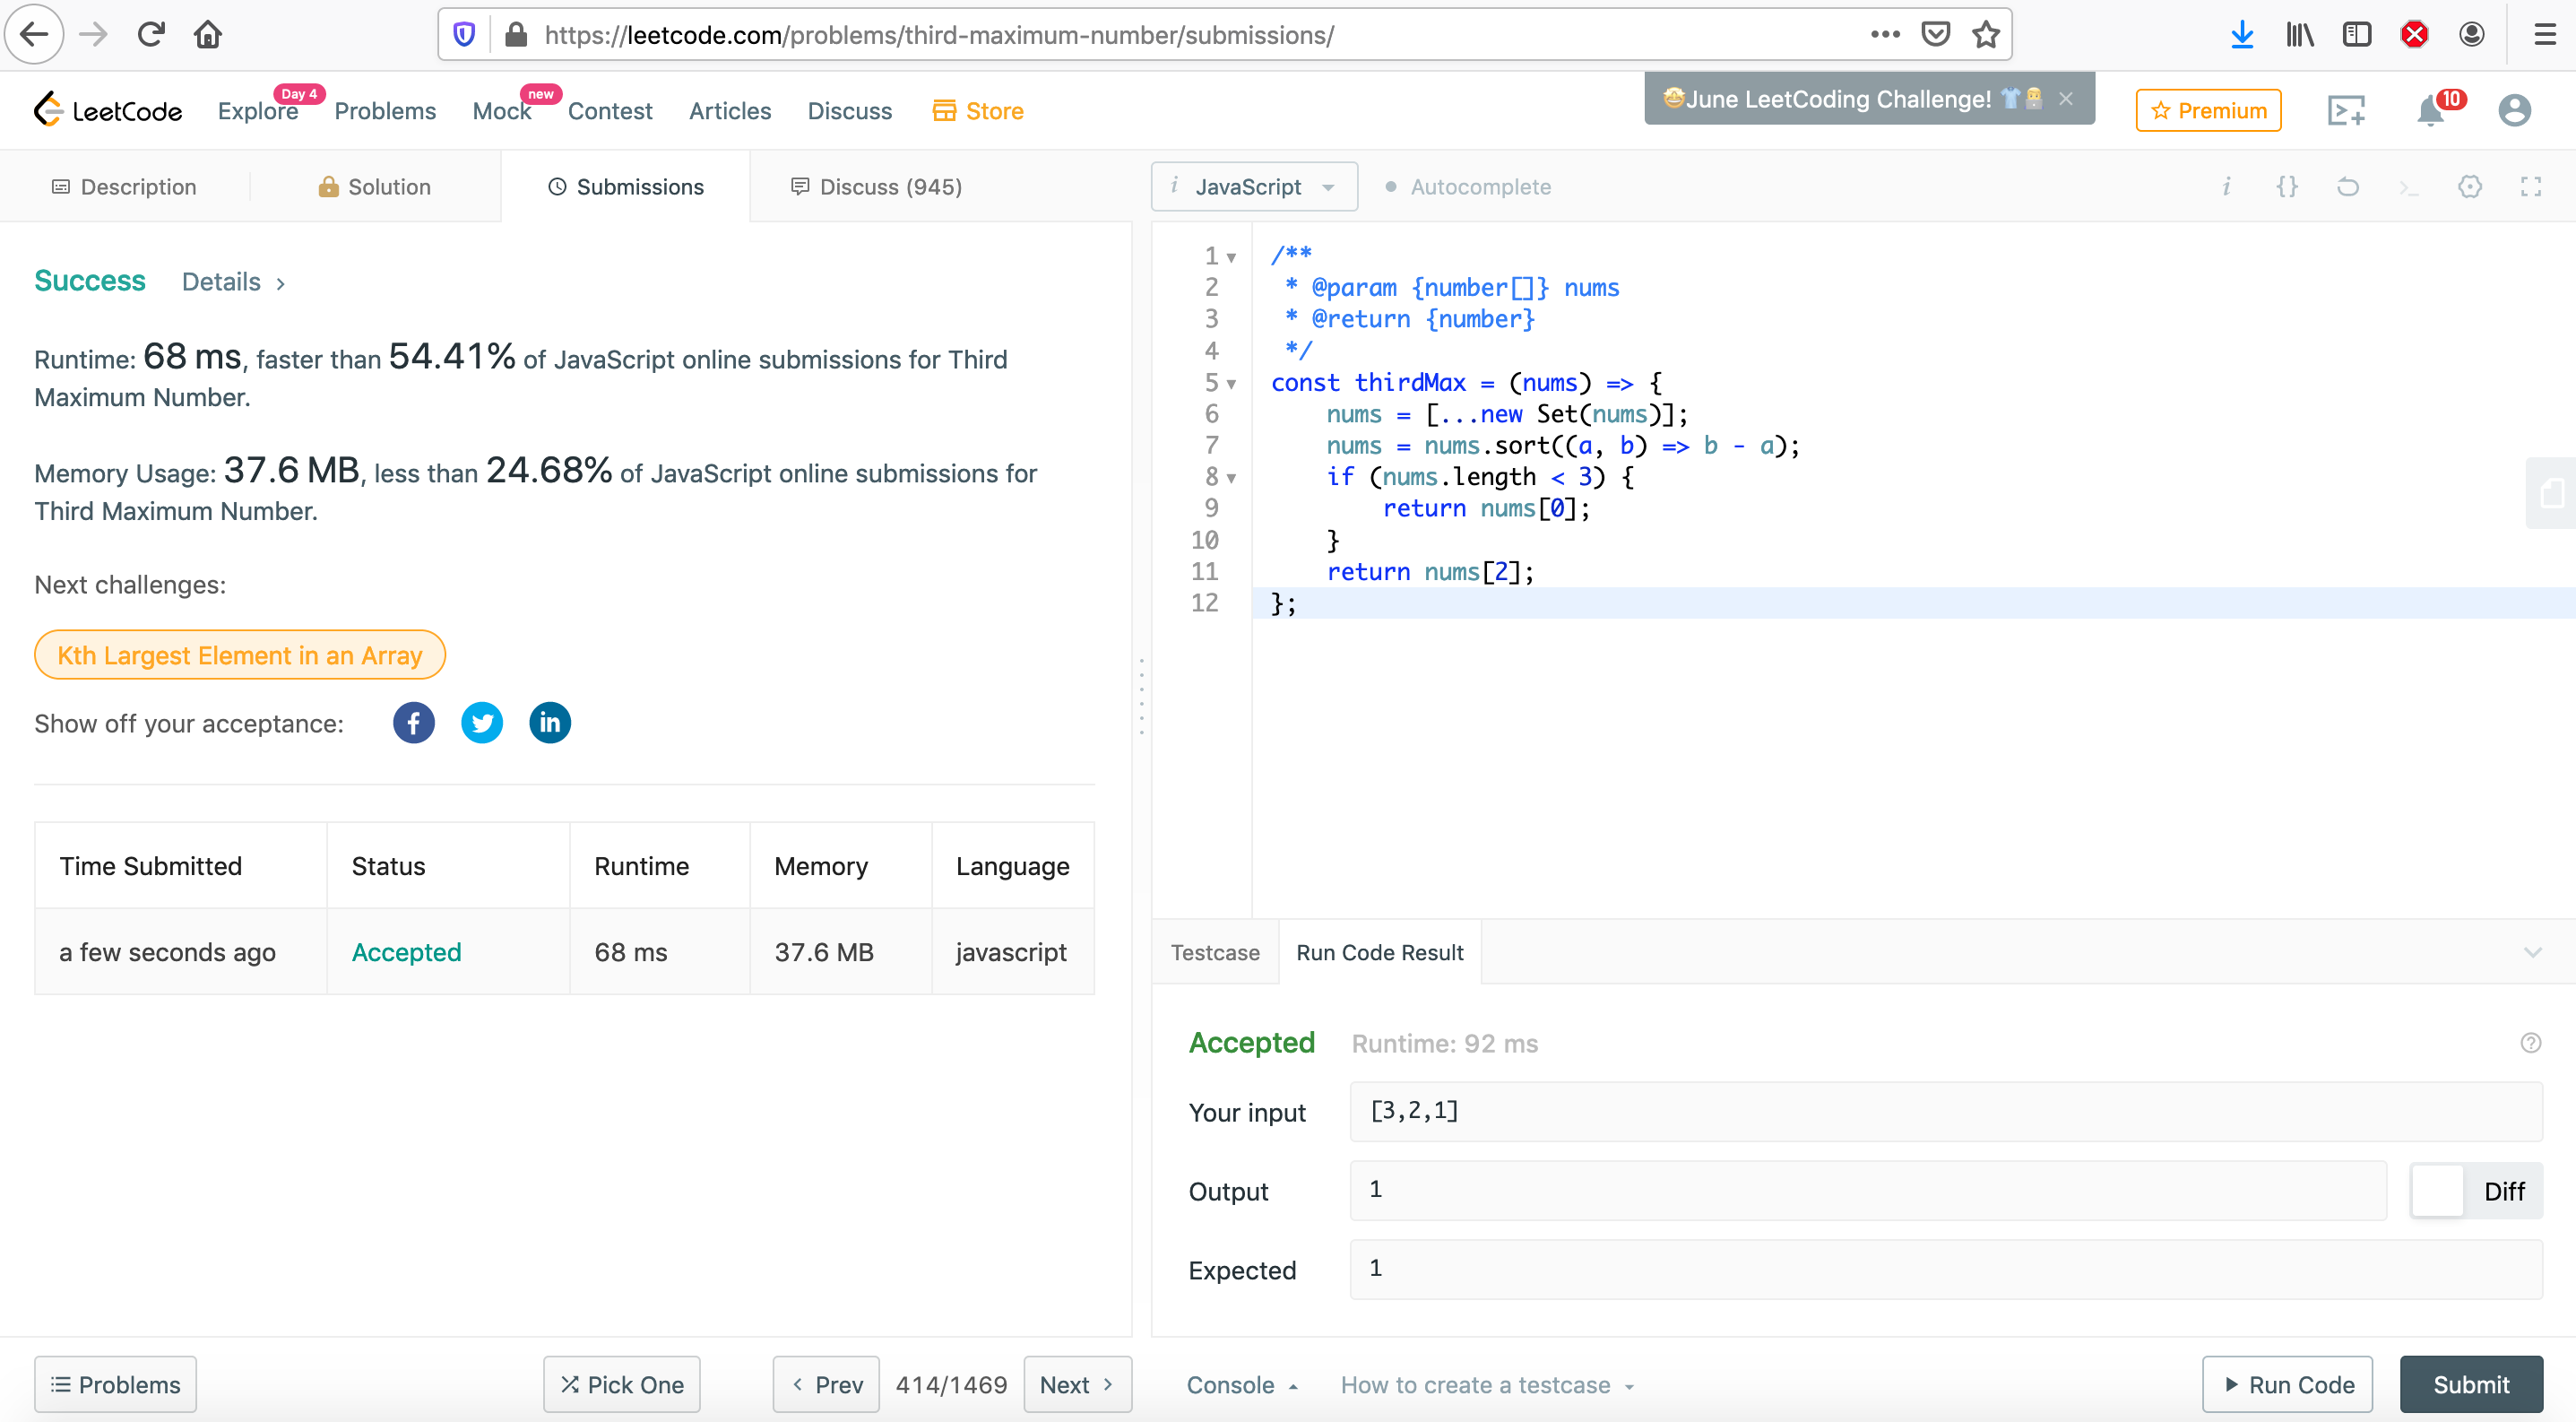 https://leetcode.com/problems/third-maximum-number/submissions/
LeetCode
Explore
Day 4
Problems
Mock
new
Contest
Articles
Discuss
Store
🤩June LeetCoding Challenge! 👕
Premium
10
Description
Solution
Submissions
Discuss (945)
i JavaScript
Autocomplete
i {}
Success Details >
Runtime: 68 ms, faster than 54.41% of JavaScript online submissions for Third
Maximum Number.
Memory Usage: 37.6 MB, less than 24.68% of JavaScript online submissions for
Third Maximum Number.
Next challenges:
Kth Largest Element in an Array
Show off your acceptance: f in
Time Submitted Status Runtime Memory Language
a few seconds ago Accepted 68 ms 37.6 MB javascript
1 /**
2 * @param {number[]} nums
3 * @return {number}
4 */
5 const thirdMax = (nums) => {
6 nums = [...new Set(nums)];
7 nums = nums.sort((a, b) => b - a);
8 if (nums.length < 3) {
9 return nums[0];
10 }
11 return nums[2];
12 };
Testcase Run Code Result
Accepted Runtime: 92 ms
Your input [3,2,1]
Output 1 Diff
Expected 1
Problems Pick One < Prev 414/1469 Next >
Console How to create a testcase Run Code Submit